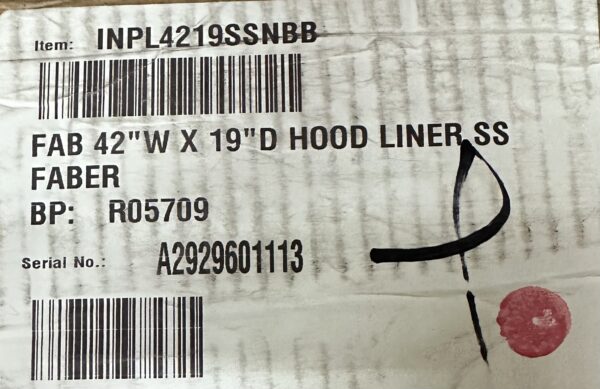 Item: INPL4219SSNBB
FAB 42"W X 19"D HOOD LINER SS
FABER
BP: R05709
Serial No.: A2929601113